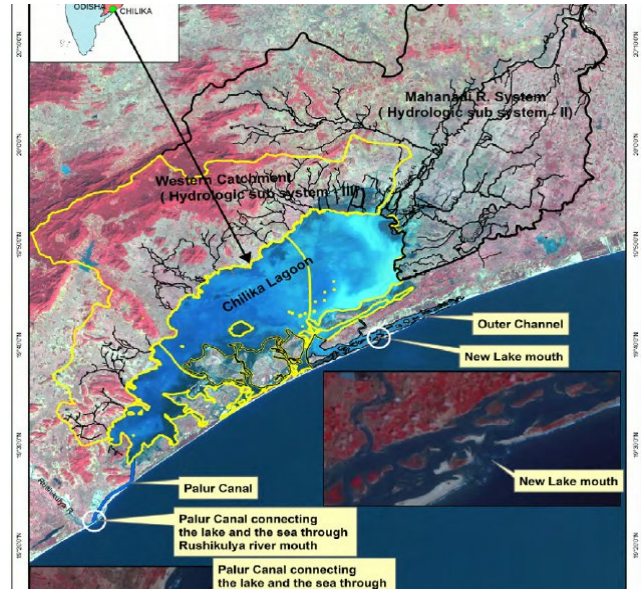 ODISHA
CHILIKA
Mahanadi R. System
( Hydrologic sub system - II)
Western Catchment
( Hydrologic sub system - III)
Chilika Lagoon
Outer Channel
New Lake mouth
New Lake mouth
Palur Canal
Rushikulya R.
Palur Canal connecting
the lake and the sea through
Rushikulya river mouth
Palur Canal connecting
the lake and the sea through